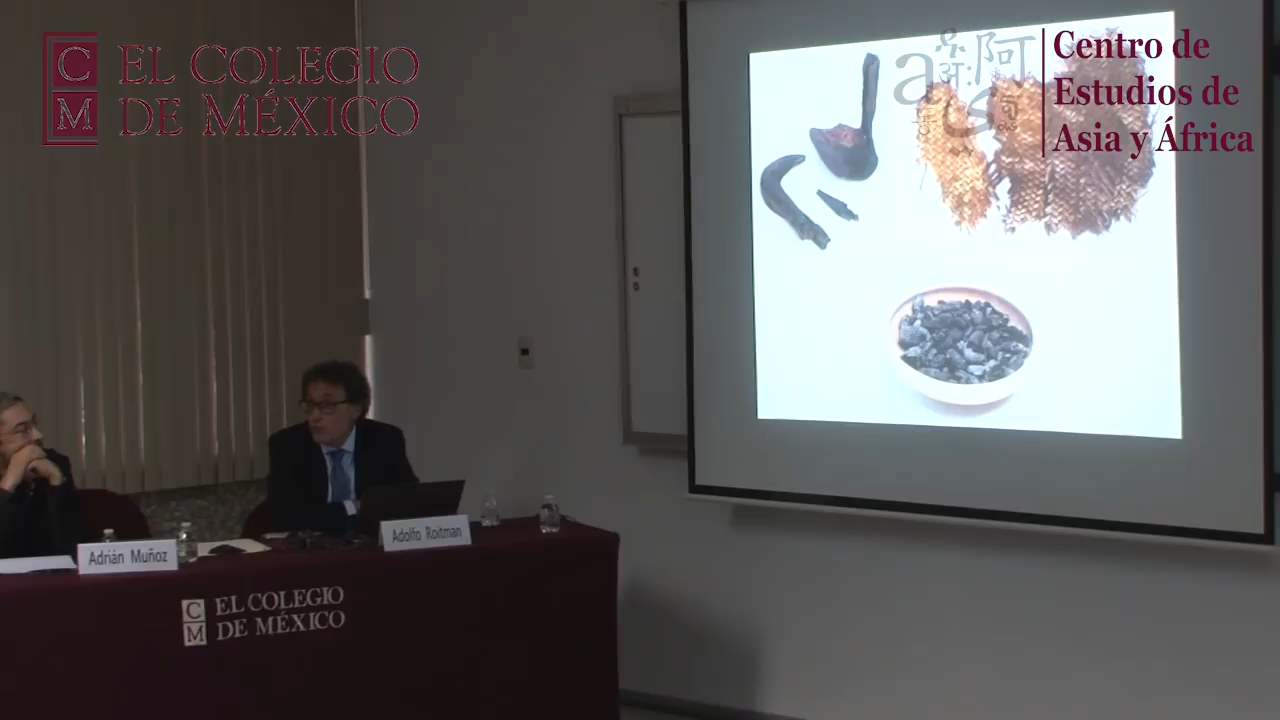 EL COLEGIO
DE MÉXICO
Centro de
Estudios de
Asia y África
Adrián Muñoz
Adolfo Roitman
EL COLEGIO
DE MÉXICO